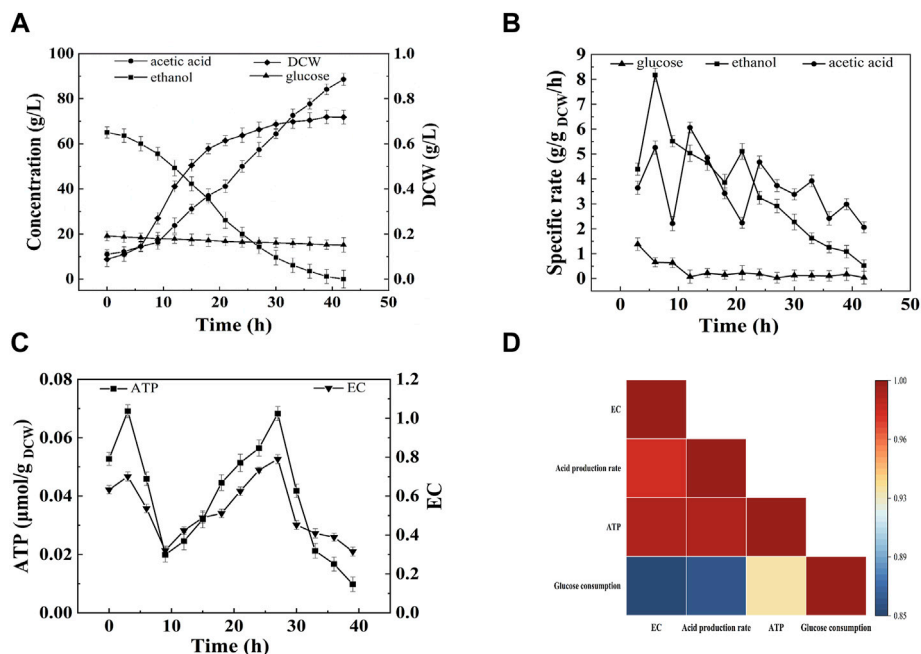 A
acetic acid
DCW
ethanol
glucose
100
80
60
40
20
0
1.0
0.8
0.6
0.4
0.2
0.0
Concentration (g/L)
DCW (g/L)
0
10
20
30
40
Time (h)
B
glucose
ethanol
acetic acid
9
8
7
6
5
4
3
2
1
0
Specific rate (g/g DCW/h)
0
10
20
30
40
50
Time (h)
C
ATP
EC
0.08
0.06
0.04
0.02
0.00
1.2
1.0
0.8
0.6
0.4
0.2
0.0
ATP (μmol/g DCW)
EC
0
10
20
30
40
50
Time (h)
D
EC
Acid production rate
ATP
Glucose consumption
EC
Acid production rate
ATP
Glucose consumption
1.00
0.96
0.93
0.89
0.85